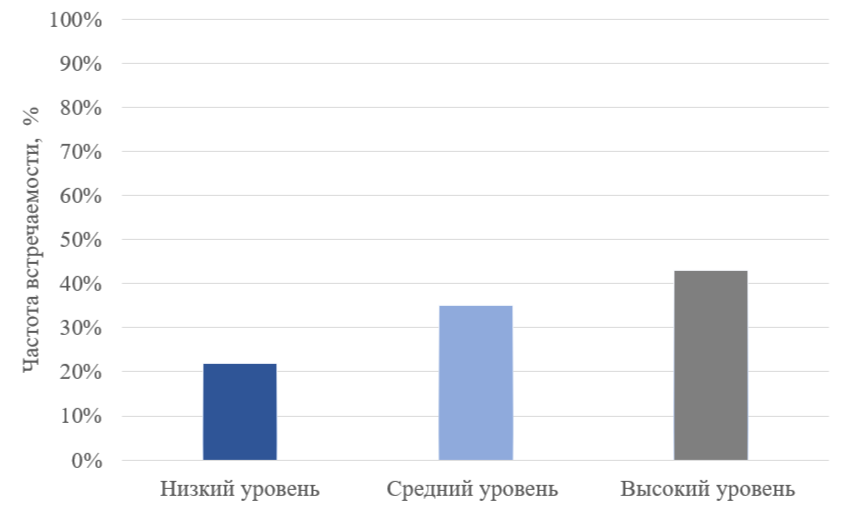 100%
90%
80%
70%
60%
50%
40%
30%
20%
10%
0%
Частота встречаемости, %
Низкий уровень
Средний уровень
Высокий уровень